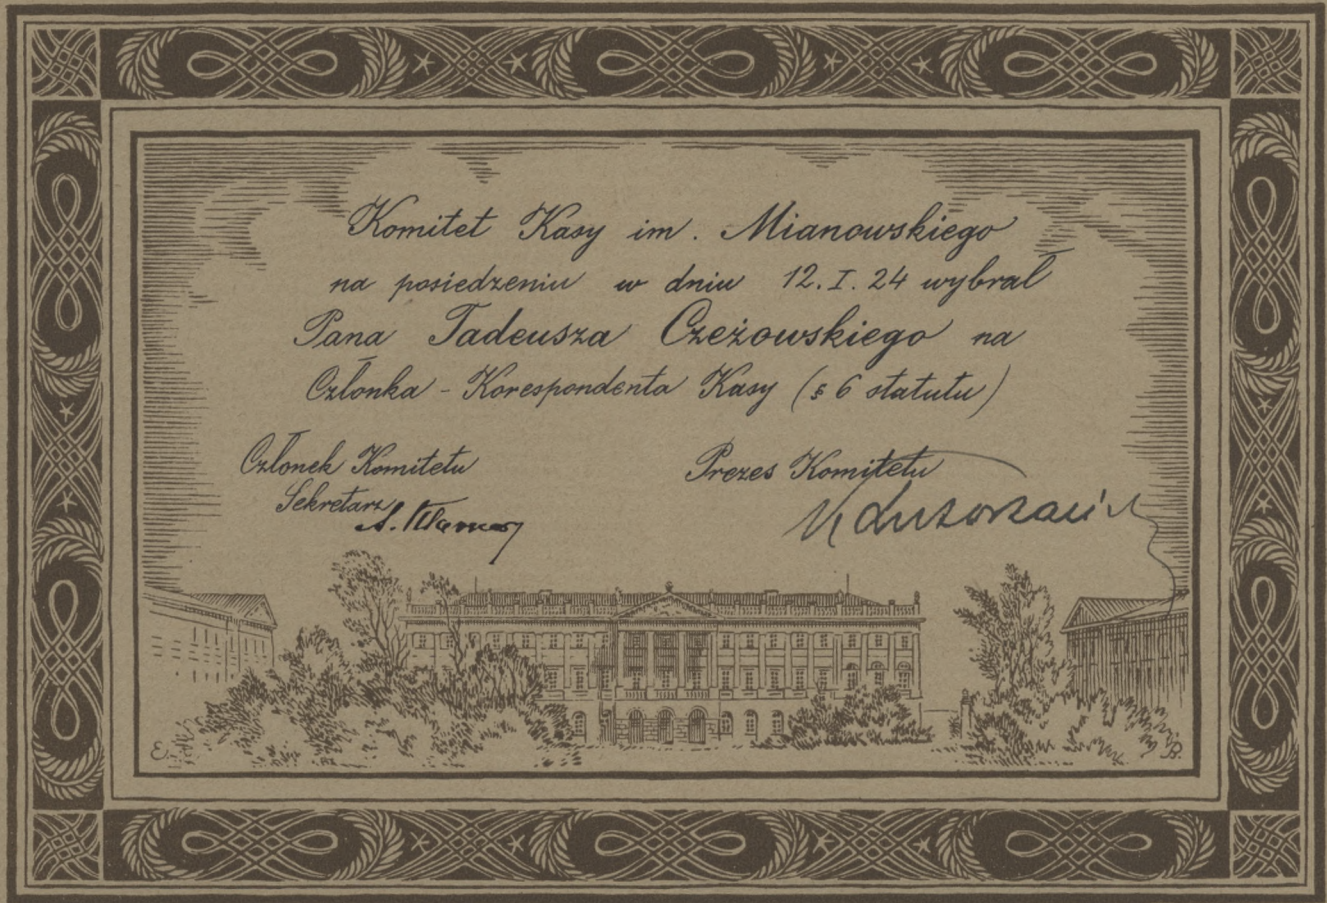 Komitet Kasy im. Mianowskiego
na posiedzeniu w dniu 12. I. 24 wybrał
Pana Tadeusza Czeżowskiego na
Członka - Korespondenta Kasy (§ 6 statutu)
Członek Komitetu
Prezes Komitetu
Sekretarz
E.
B.